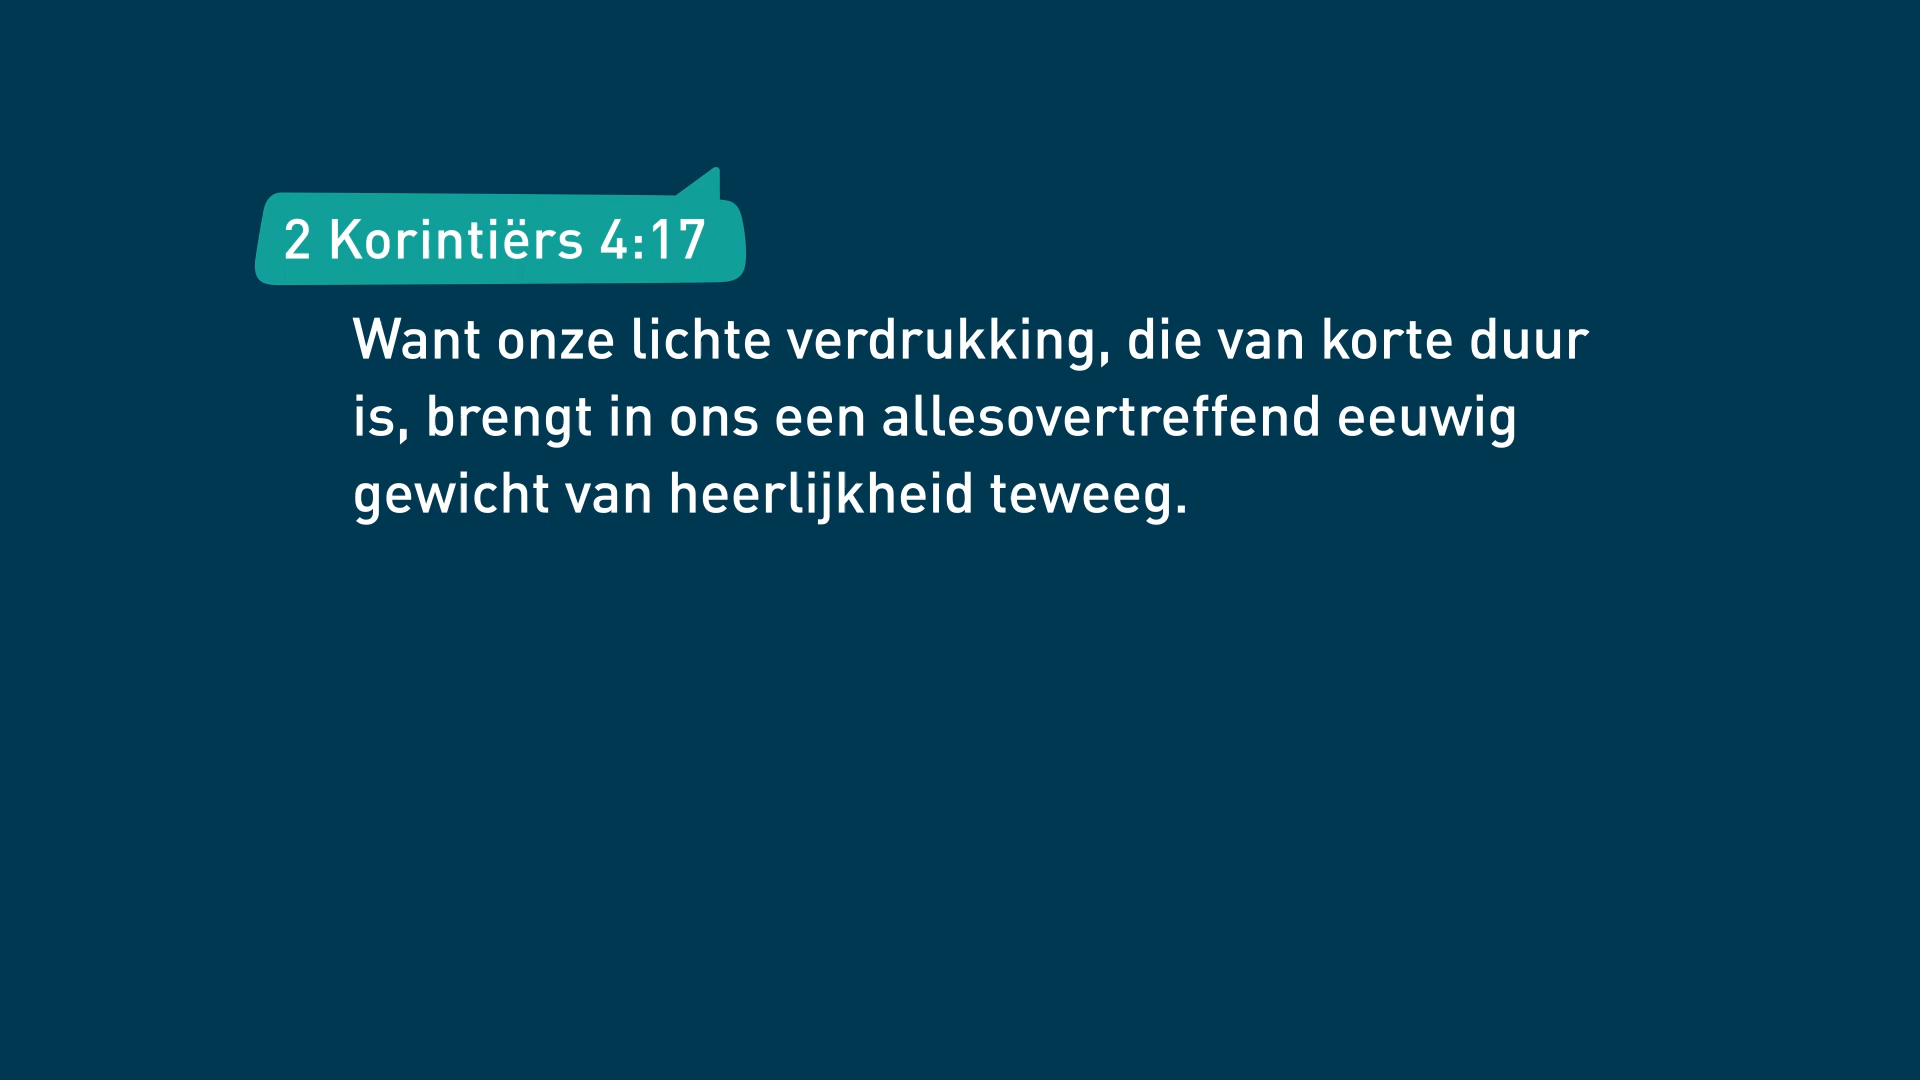 2 Korintiërs 4:17
Want onze lichte verdrukking, die van korte duur
is, brengt in ons een allesovertreffend eeuwig
gewicht van heerlijkheid teweeg.